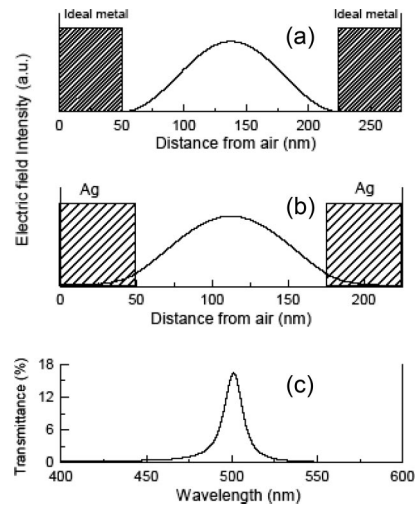 Ideal metal (a) Ideal metal
0 50 100 150 200 250
Distance from air (nm)
Electric field Intensity (a.u.)
Ag (b) Ag
0 50 100 150 200
Distance from air (nm)
18
12
6
0
Transmittance (%)
(c)
400 450 500 550 600
Wavelength (nm)